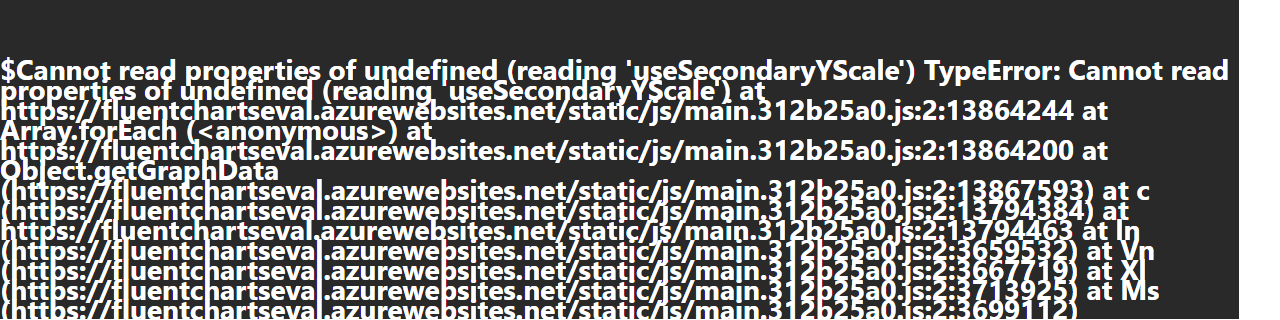 $Cannot read properties of undefined (reading 'useSecondaryYScale') TypeError: Cannot read
properties of undefined (reading 'useSecondaryYScale') at
https://fluentchartseval.azurewebsites.net/static/js/main.312b25a0.js:2:13864244 at
Array.forEach (<anonymous>) at
https://fluentchartseval.azurewebsites.net/static/js/main.312b25a0.js:2:13864200 at
Object.getGraphData
(https://fluentchartseval.azurewebsites.net/static/js/main.312b25a0.js:2:13867593) at c
(https://fluentchartseval.azurewebsites.net/static/js/main.312b25a0.js:2:13794384) at
https://fluentchartseval.azurewebsites.net/static/js/main.312b25a0.js:2:13794463 at ln
(https://fluentchartseval.azurewebsites.net/static/js/main.312b25a0.js:2:3659532) at Vn
(https://fluentchartseval.azurewebsites.net/static/js/main.312b25a0.js:2:3667719) at Xl
(https://fluentchartseval.azurewebsites.net/static/js/main.312b25a0.js:2:3713925) at Ms
(https://fluentchartseval.azurewebsites.net/static/js/main.312b25a0.js:2:3699112)